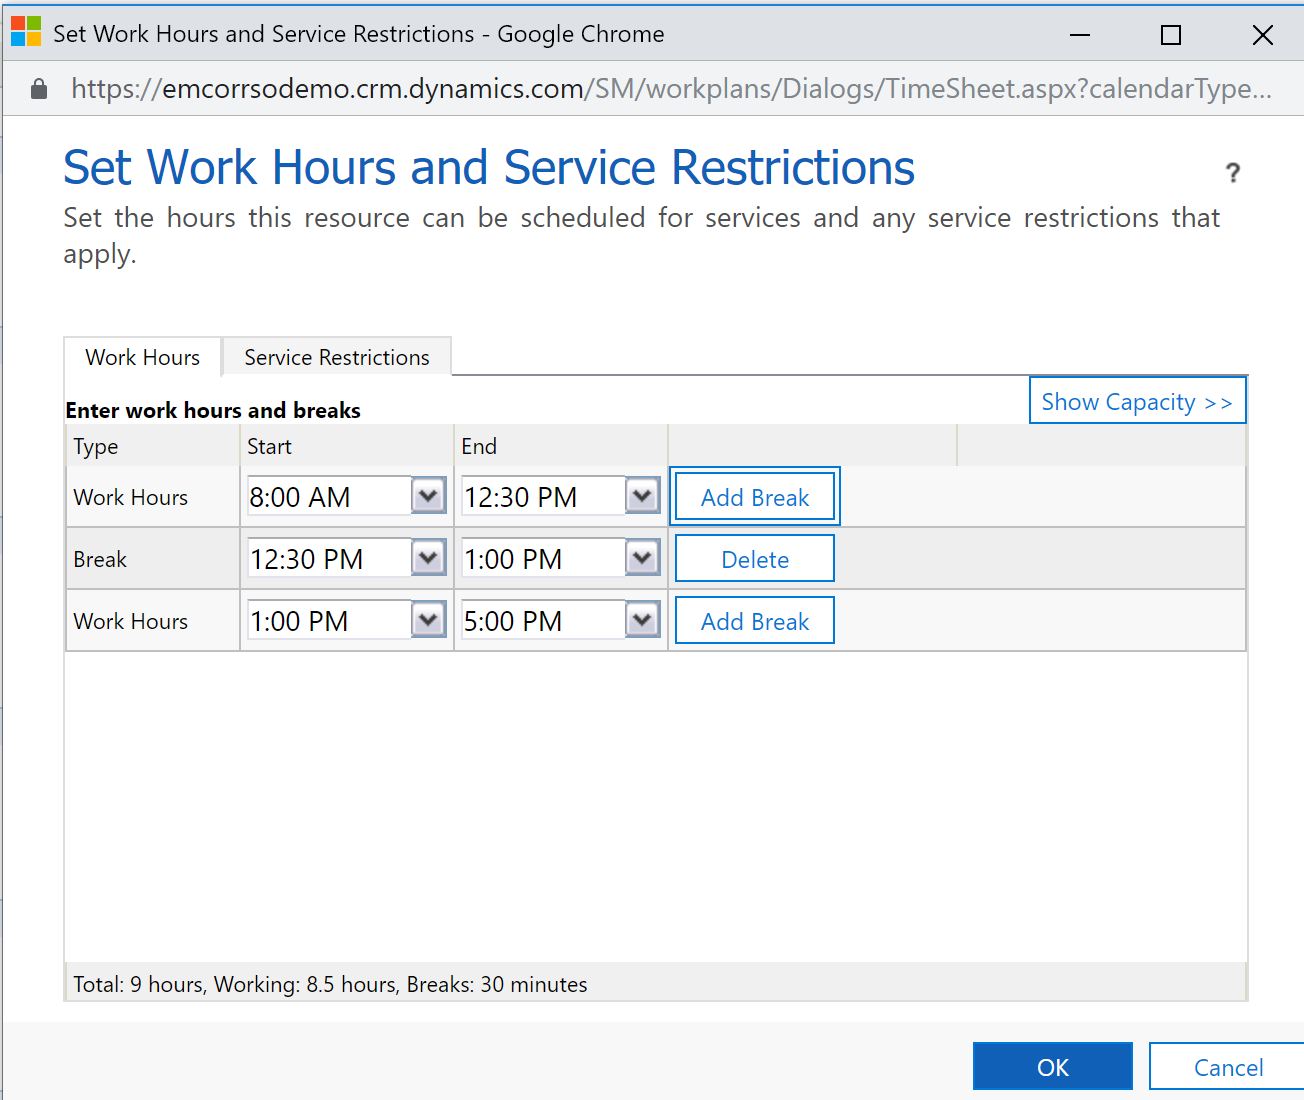 Set Work Hours and Service Restrictions - Google Chrome
https://emcorrsodemo.crm.dynamics.com/SM/workplans/Dialogs/TimeSheet.aspx?calendarType...
Set Work Hours and Service Restrictions
?
Set the hours this resource can be scheduled for services and any service restrictions that
apply.
Work Hours Service Restrictions
Show Capacity >>
Enter work hours and breaks
Type Start End
Work Hours 8:00 AM 12:30 PM Add Break
Break 12:30 PM 1:00 PM Delete
Work Hours 1:00 PM 5:00 PM Add Break
Total: 9 hours, Working: 8.5 hours, Breaks: 30 minutes
OK Cancel